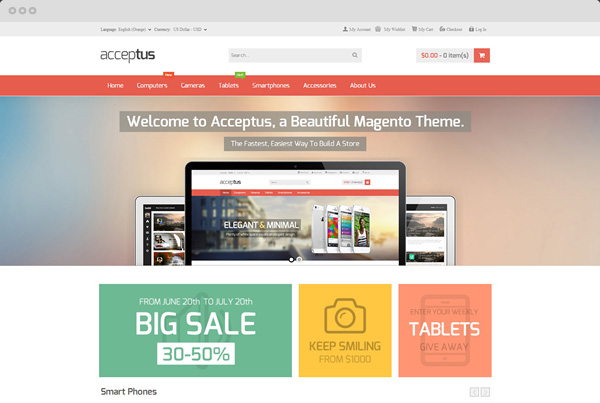 Language: English (Orange) Currency: US Dollar - USD
My Account My Wishlist My Cart Checkout Log In
acceptus
Search...
$0.00 - 0 item(s)
Home Computers Cameras Tablets Smartphones Accessories About Us
Welcome to Acceptus, a Beautiful Magento Theme.
The Fastest, Easiest Way To Build A Store
acceptus
ELEGANT & MINIMAL
FROM JUNE 20th TO JULY 20th
BIG SALE
30-50%
KEEP SMILING
FROM $1000
ENTER YOUR WEEKLY
TABLETS
GIVE AWAY
Smart Phones